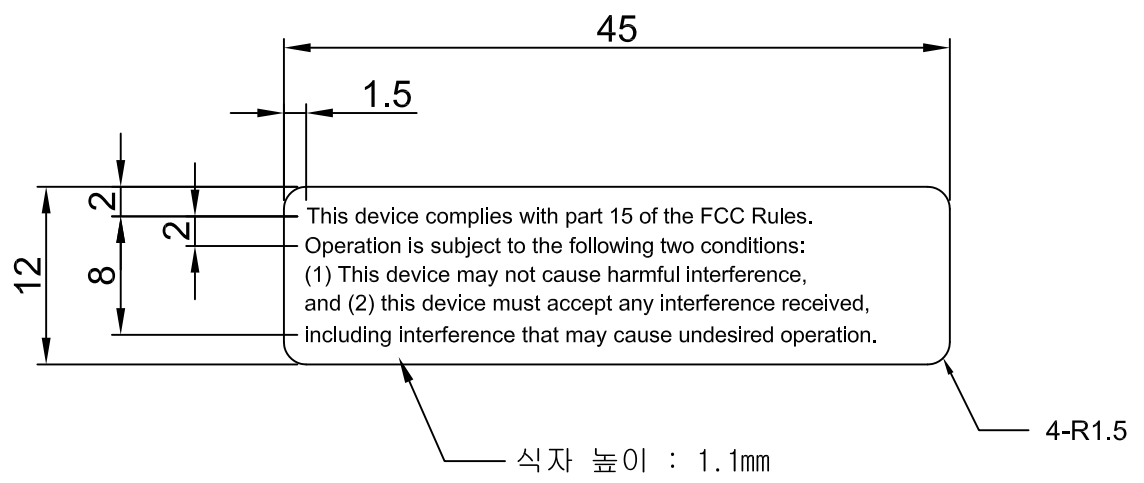 45
1.5
2
2
12
8
This device complies with part 15 of the FCC Rules.
Operation is subject to the following two conditions:
(1) This device may not cause harmful interference,
and (2) this device must accept any interference received,
including interference that may cause undesired operation.
4-R1.5
식자 높이 : 1.1mm